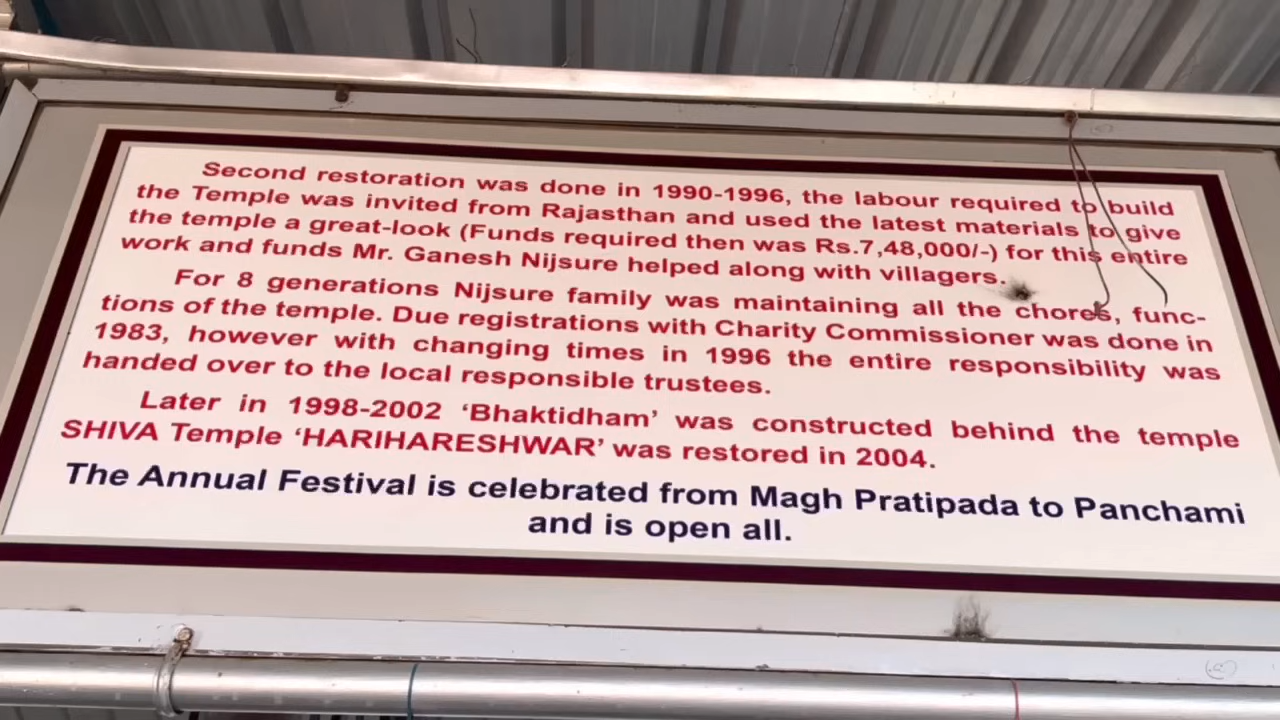 Second restoration was done in 1990-1996, the labour required to build
the Temple was invited from Rajasthan and used the latest materials to give
the temple a great-look (Funds required then was Rs.7,48,000/-) for this entire
work and funds Mr. Ganesh Nijsure helped along with villagers.
For 8 generations Nijsure family was maintaining all the chores, func-
tions of the temple. Due registrations with Charity Commissioner was done in
1983, however with changing times in 1996 the entire responsibility was
handed over to the local responsible trustees.
Later in 1998-2002 ‘Bhaktidham’ was constructed behind the temple
SHIVA Temple ‘HARIHARESHWAR’ was restored in 2004.
The Annual Festival is celebrated from Magh Pratipada to Panchami
and is open all.